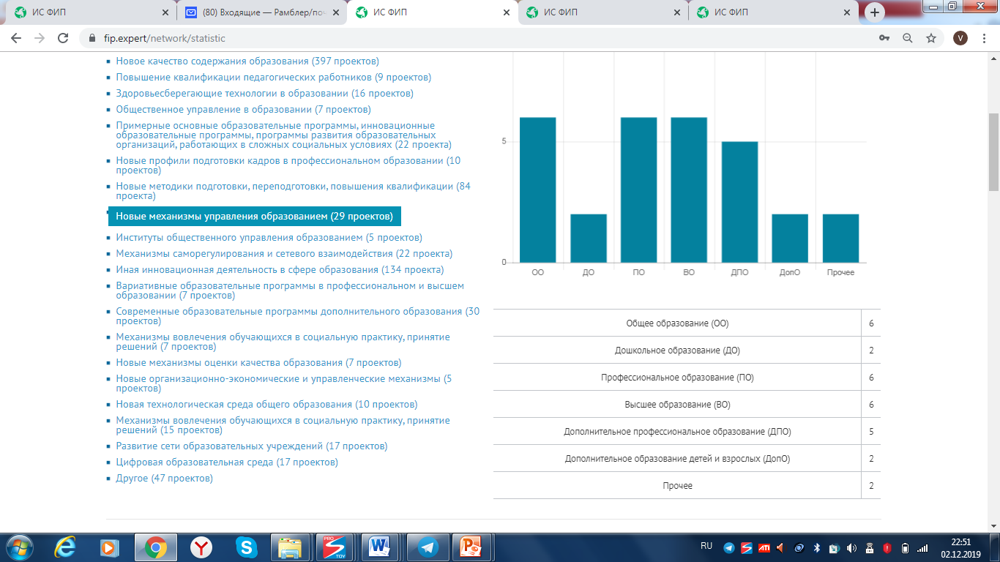 ИС ФИП
(80) Входящие — Рамблер/поч
ИС ФИП
ИС ФИП
ИС ФИП
fip.expert/network/statistic
V
Новое качество содержания образования (397 проектов)
Повышение квалификации педагогических работников (9 проектов)
Здоровьесберегающие технологии в образовании (16 проектов)
Общественное управление в образовании (7 проектов)
Примерные основные образовательные программы, инновационные
образовательные программы, программы развития образовательных
организаций, работающих в сложных социальных условиях (22 проекта)
Новые профили подготовки кадров в профессиональном образовании (10
проектов)
Новые методики подготовки, переподготовки, повышения квалификации (84
проекта)
Новые механизмы управления образованием (29 проектов)
Институты общественного управления образованием (5 проектов)
Механизмы саморегулирования и сетевого взаимодействия (22 проекта)
Иная инновационная деятельность в сфере образования (134 проекта)
Вариативные образовательные программы в профессиональном и высшем
образовании (7 проектов)
Современные образовательные программы дополнительного образования (30
проектов)
Механизмы вовлечения обучающихся в социальную практику, принятие
решений (7 проектов)
Новые механизмы оценки качества образования (7 проектов)
Новые организационно-экономические и управленческие механизмы (5
проектов)
Новая технологическая среда общего образования (10 проектов)
Механизмы вовлечения обучающихся в социальную практику, принятие
решений (15 проектов)
Развитие сети образовательных учреждений (17 проектов)
Цифровая образовательная среда (17 проектов)
Другое (47 проектов)
5
0
ОО ДО ПО ВО ДПО ДопО Прочее
Общее образование (ОО) 6
Дошкольное образование (ДО) 2
Профессиональное образование (ПО) 6
Высшее образование (ВО) 6
Дополнительное профессиональное образование (ДПО) 5
Дополнительное образование детей и взрослых (ДопО) 2
Прочее 2
PRO
TOY
RU
ATI
22:51
02.12.2019